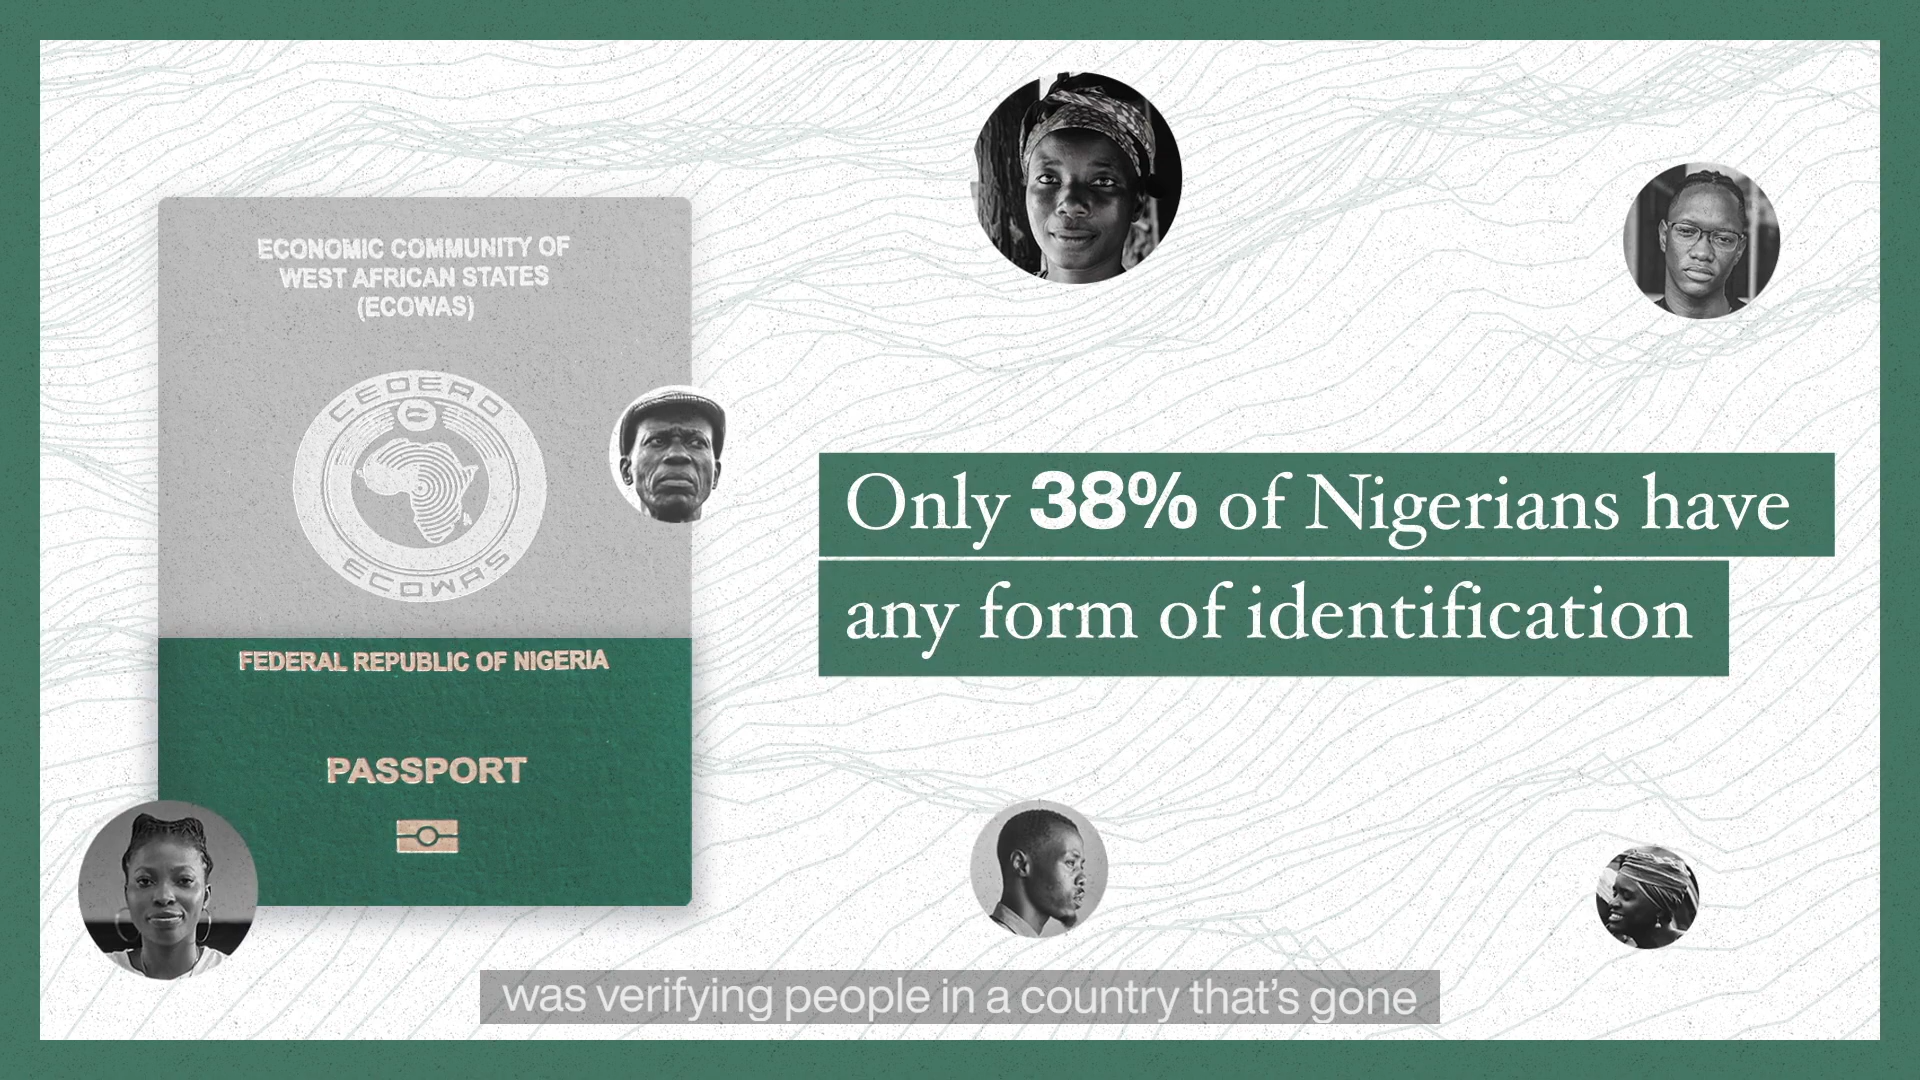 ECONOMIC COMMUNITY OF
WEST AFRICAN STATES
(ECOWAS)
CEDEAO
ECOWAS
FEDERAL REPUBLIC OF NIGERIA
PASSPORT
Only 38% of Nigerians have
any form of identification
was verifying people in a country that's gone